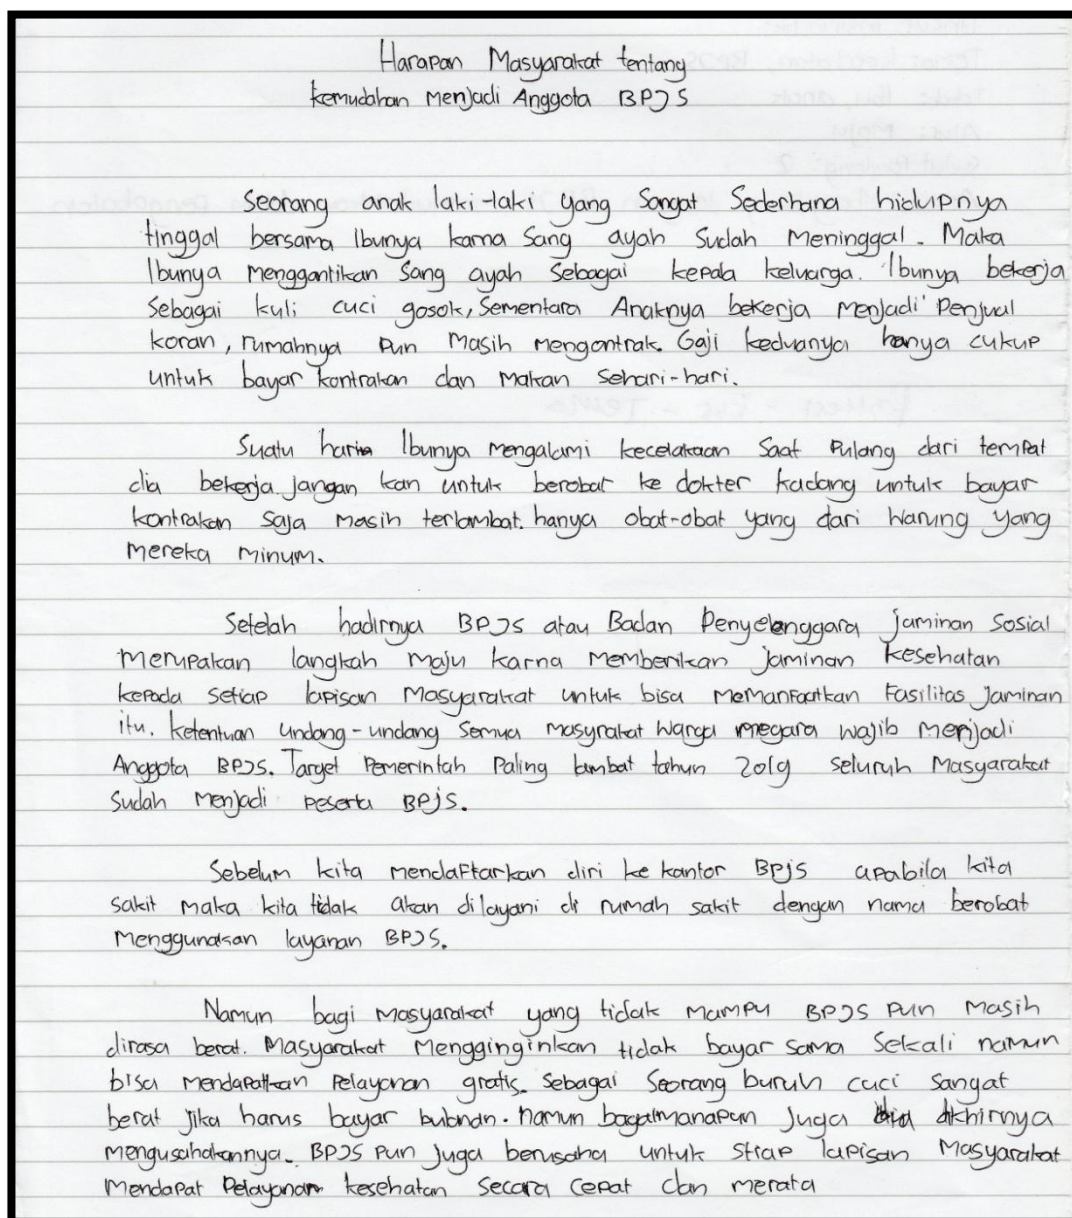 Harapan Masyarakat tentang
kemudahan Menjadi Anggota BPJS
Seorang anak laki-laki yang Sangat Sederhana hidupnya
tinggal bersama Ibunya karna Sang ayah Sudah Meninggal. Maka
Ibunya Menggantikan Sang ayah Sebagai kepala keluarga. Ibunya bekerja
Sebagai kuli cuci gosok, Sementara Anaknya bekerja Menjadi Penjual
koran, rumahnya Pun Masih Mengontrak. Gaji keduanya hanya cukup
untuk bayar kontrakan dan Makan Sehari-hari.
Suatu hari Ibunya Mengalami kecelakaan Saat Pulang dari tempat
dia bekerja. jangan kan untuk berobat ke dokter kadang untuk bayar
kontrakan Saja Masih terlambat. hanya obat-obat yang dari Warung yang
Mereka Minum.
Setelah hadirnya BPJS atau Badan Penyelenggara jaminan Sosial
Merupakan langkah Maju karna Memberikan jaminan kesehatan
kepada Setiap lapisan Masyarakat untuk bisa Memanfaatkan Fasilitas Jaminan
itu. ketentuan undang-undang Semua Masyrakat Warga negara wajib Menjadi
Anggota BPJS. Target Pemerintah Paling lambat tahun 2019 seluruh Masyarakat
Sudah Menjadi Peserta BPjS.
Sebelum kita Mendaftarkan diri ke kantor BPjS apabila kita
sakit Maka kita tidak akan dilayani di rumah sakit dengan nama berobat
Menggunakan layanan BPJS.
Namun bagi Masyarakat yang tidak Mampu BPJS Pun Masih
dirasa berat. Masyarakat Mengginginkan tidak bayar sama Sekali namun
bisa Mendapatkan Pelayanan gratis. Sebagai Seorang buruh cuci Sangat
berat jika harus bayar bulanan. Namun bagaimanapun Juga akhirnya
Mengusahakannya. BPJS Pun Juga berusaha untuk Stiap lapisan Masyarakat
Mendapat Pelayanan kesehatan Secara Cepat dan Merata